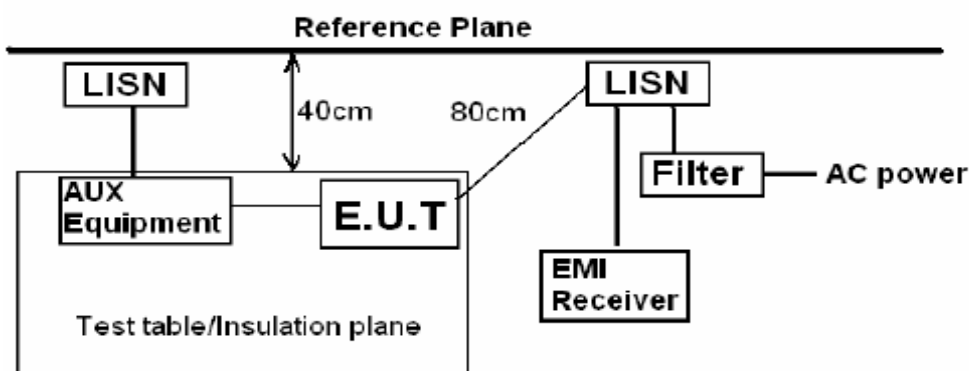 Reference Plane
LISN
40cm
80cm
LISN
Filter
AC power
AUX
Equipment
E.U.T
EMI
Receiver
Test table/Insulation plane